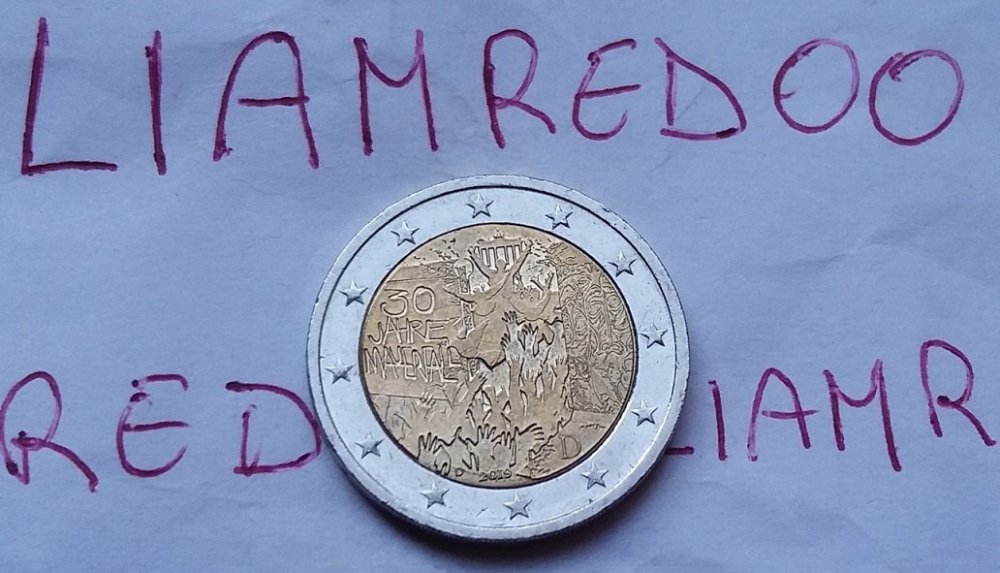 LIAMREDOO
30
JAHRE
MAUERFALL
RED
LIAMR
D
D 2019